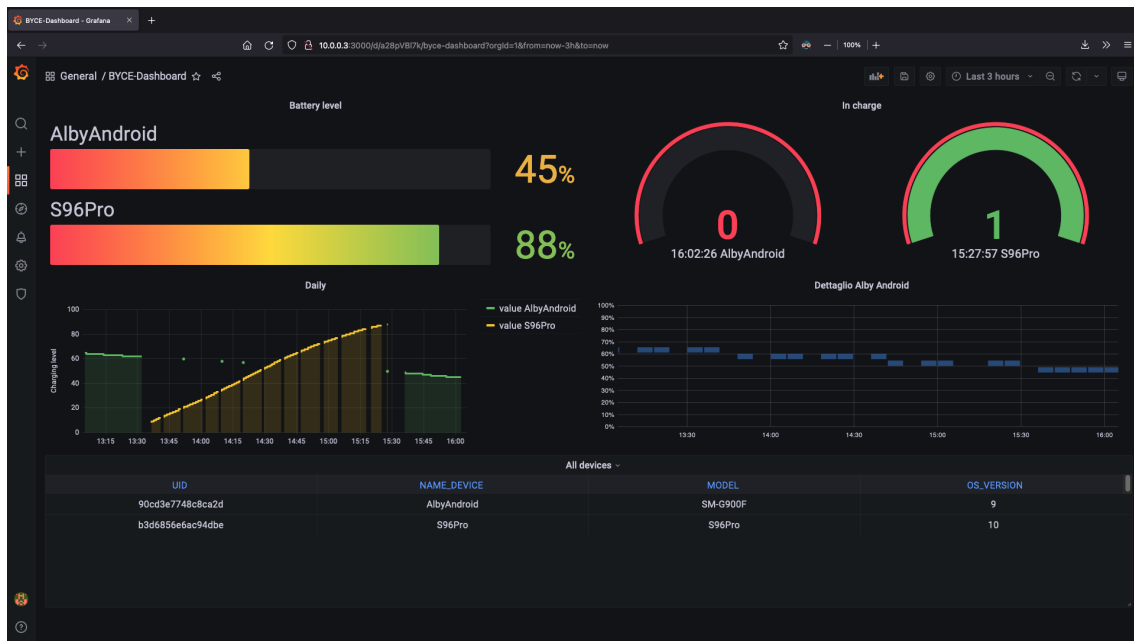 BYCE-Dashboard - Grafana
10.0.0.3:3000/d/a28pVBI7k/byce-dashboard?orgId=1&from=now-3h&to=now
100%
General / BYCE-Dashboard
Last 3 hours
Battery level
In charge
AlbyAndroid
45%
S96Pro
88%
0
16:02:26 AlbyAndroid
1
15:27:57 S96Pro
Daily
Dettaglio Alby Android
Charging level
100
80
60
40
20
0
13:15 13:30 13:45 14:00 14:15 14:30 14:45 15:00 15:15 15:30 15:45 16:00
value AlbyAndroid
value S96Pro
100%
90%
80%
70%
60%
50%
40%
30%
20%
10%
0%
13:30 14:00 14:30 15:00 15:30 16:00
All devices
UID NAME_DEVICE MODEL OS_VERSION
90cd3e7748c8ca2d AlbyAndroid SM-G900F 9
b3d6856e6ac94dbe S96Pro S96Pro 10